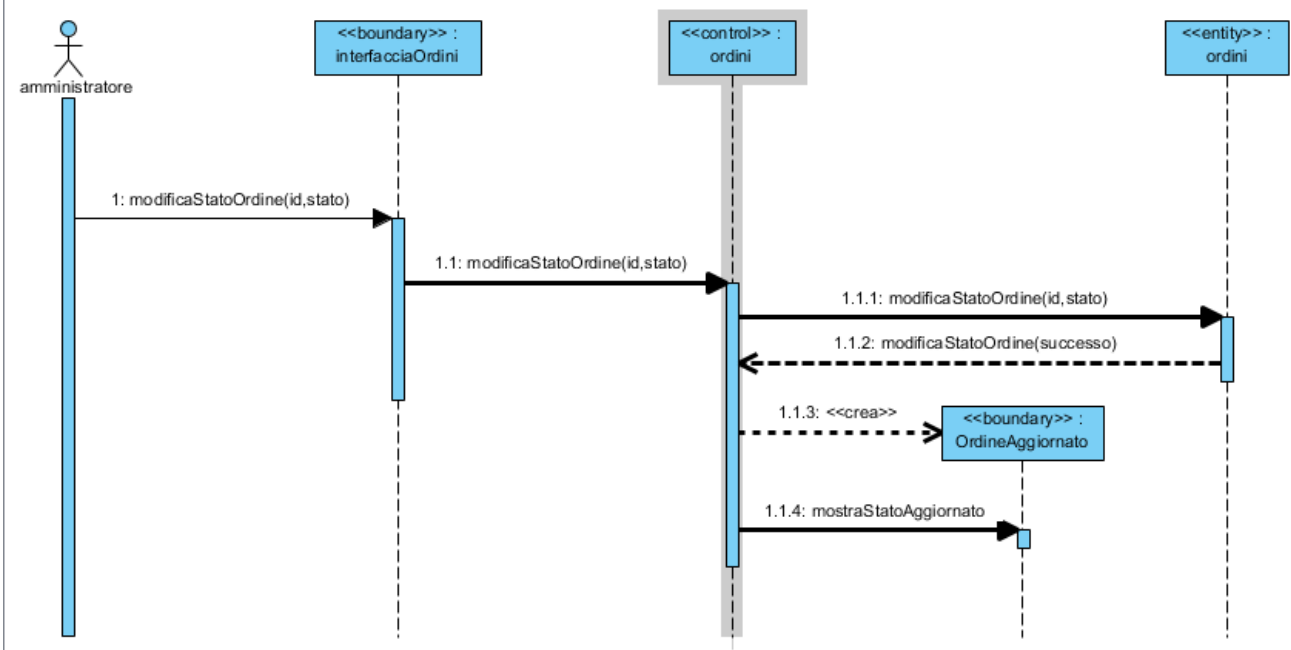 <<boundary>> :
interfacciaOrdini
<<control>> :
ordini
<<entity>> :
ordini
amministratore
1: modificaStatoOrdine(id,stato)
1.1: modificaStatoOrdine(id,stato)
1.1.1: modificaStatoOrdine(id,stato)
1.1.2: modificaStatoOrdine(successo)
1.1.3: <<crea>>
<<boundary>> :
OrdineAggiornato
1.1.4: mostraStatoAggiornato